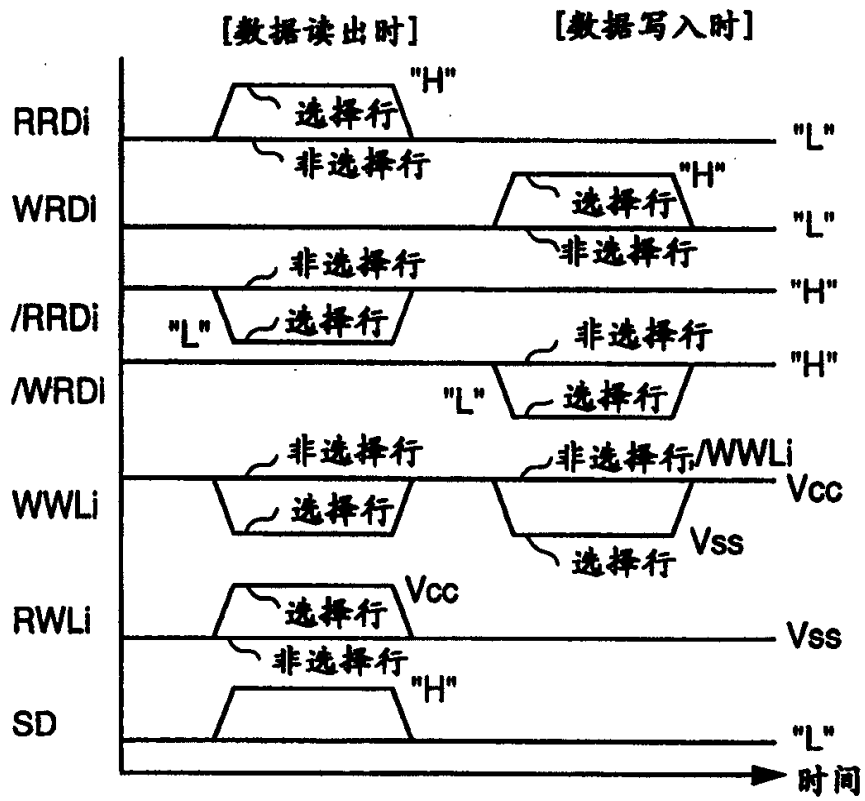 [数据读出时] [数据写入时]
RRDi "H" 选择行 非选择行 "L"
WRDi "H" 选择行 非选择行 "L"
/RRDi 非选择行 "L" 选择行 "H"
/WRDi 非选择行 "H" "L" 选择行
WWLi 非选择行 选择行 非选择行/WWLi Vcc 选择行 Vss
RWLi Vcc 选择行 非选择行 Vss
SD "H" "L"
时间